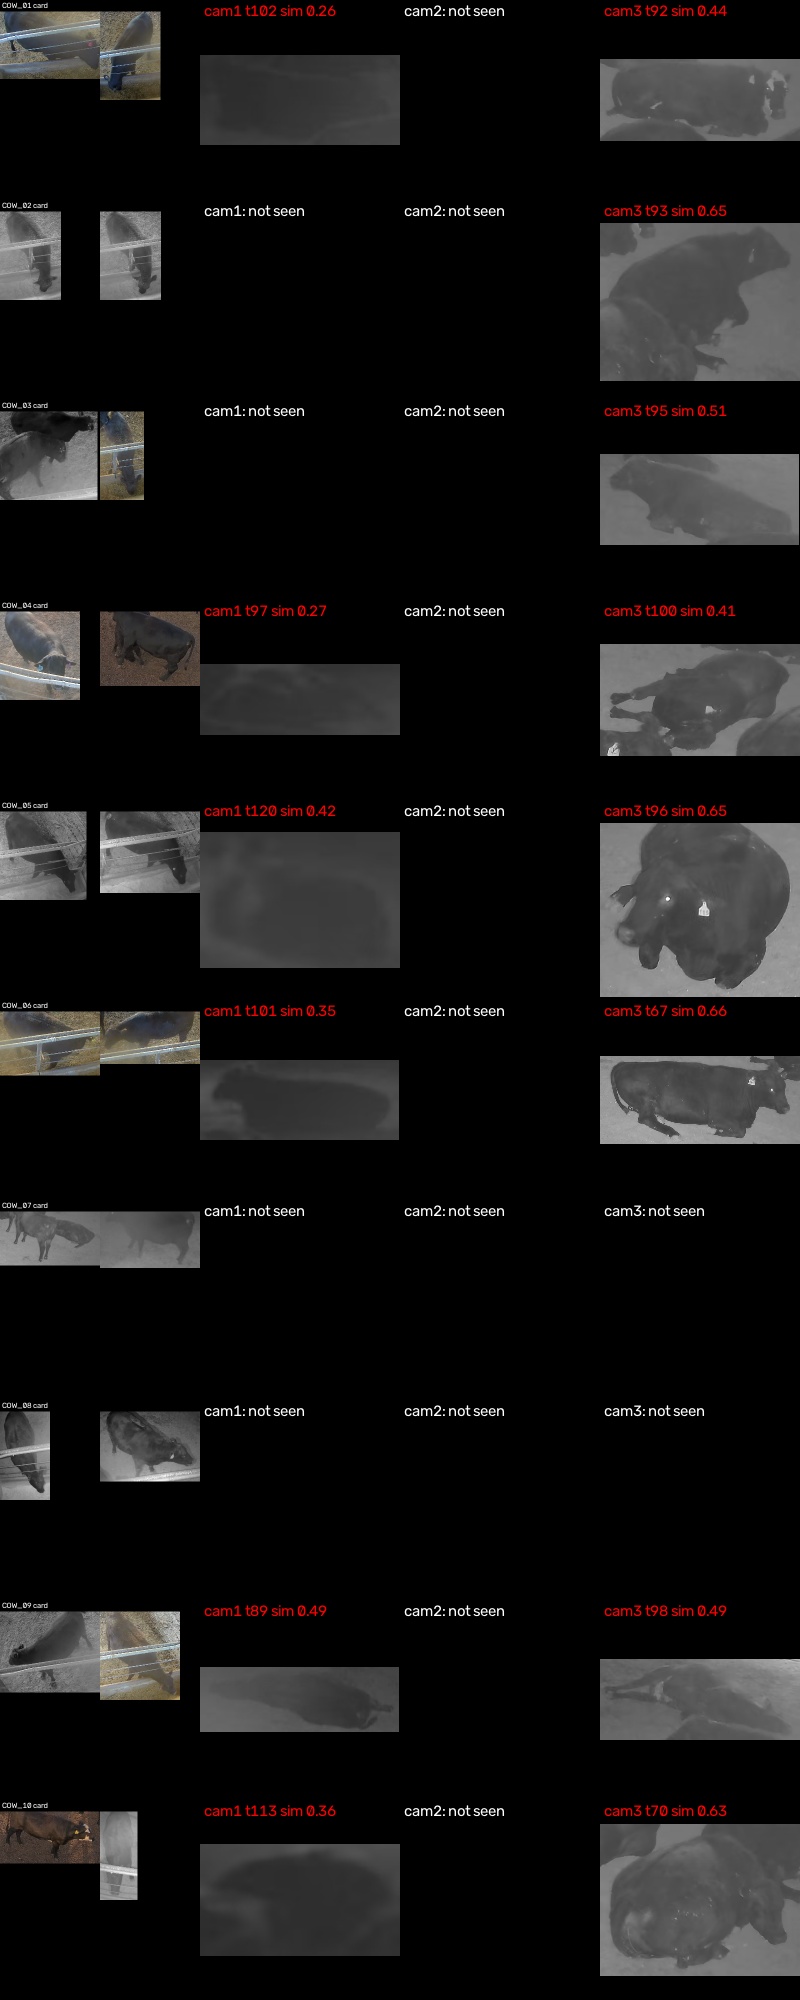 COW_01 card
cam1 t102 sim 0.26
cam2: not seen
cam3 t92 sim 0.44
COW_02 card
cam1: not seen
cam2: not seen
cam3 t93 sim 0.65
COW_03 card
cam1: not seen
cam2: not seen
cam3 t95 sim 0.51
COW_04 card
cam1 t97 sim 0.27
cam2: not seen
cam3 t100 sim 0.41
COW_05 card
cam1 t120 sim 0.42
cam2: not seen
cam3 t96 sim 0.65
COW_06 card
cam1 t101 sim 0.35
cam2: not seen
cam3 t67 sim 0.66
COW_07 card
cam1: not seen
cam2: not seen
cam3: not seen
COW_08 card
cam1: not seen
cam2: not seen
cam3: not seen
COW_09 card
cam1 t89 sim 0.49
cam2: not seen
cam3 t98 sim 0.49
COW_10 card
cam1 t113 sim 0.36
cam2: not seen
cam3 t70 sim 0.63